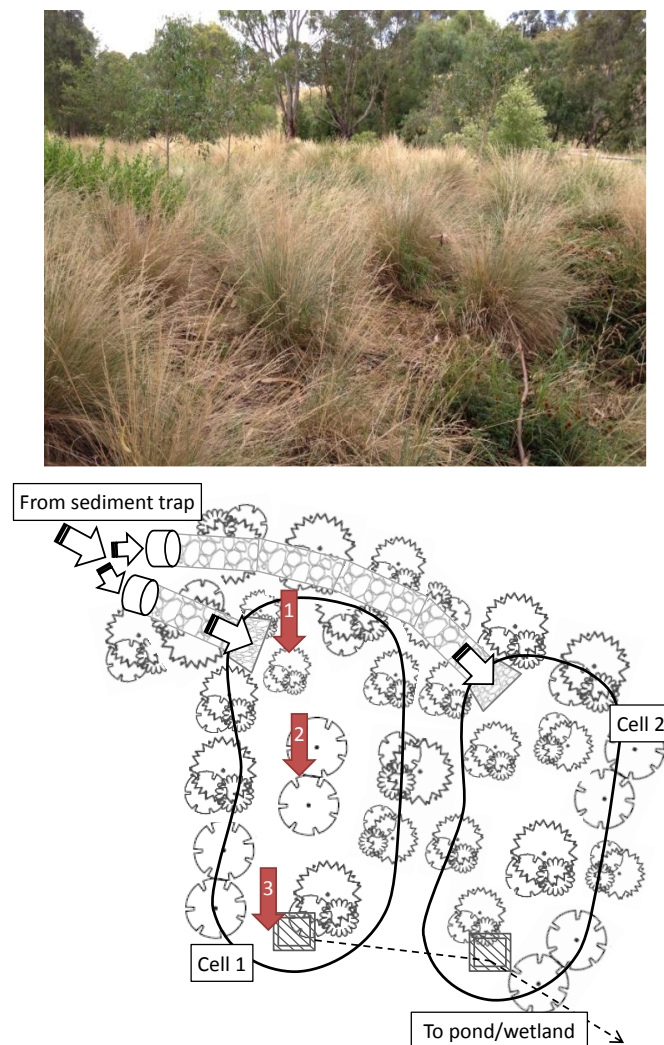 From sediment trap
1
2
Cell 2
3
Cell 1
To pond/wetland